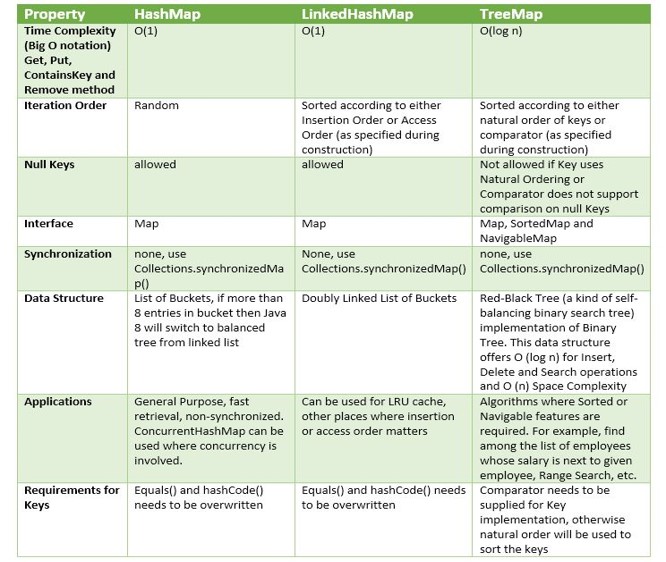 Property HashMap LinkedHashMap TreeMap
Time Complexity
(Big O notation)
Get, Put,
ContainsKey and
Remove method
O(1)
O(1)
O(log n)
Iteration Order
Random
Sorted according to either
Insertion Order or Access
Order (as specified during
construction)
Sorted according to either
natural order of keys or
comparator (as specified
during construction)
Null Keys
allowed
allowed
Not allowed if Key uses
Natural Ordering or
Comparator does not support
comparison on null Keys
Interface
Map
Map
Map, SortedMap and
NavigableMap
Synchronization
none, use
Collections.synchronizedMa
p()
None, use
Collections.synchronizedMap()
none, use
Collections.synchronizedMap()
Data Structure
List of Buckets, if more than
8 entries in bucket then Java
8 will switch to balanced
tree from linked list
Doubly Linked List of Buckets
Red-Black Tree (a kind of self-
balancing binary search tree)
implementation of Binary
Tree. This data structure
offers O (log n) for Insert,
Delete and Search operations
and O (n) Space Complexity
Applications
General Purpose, fast
retrieval, non-synchronized.
ConcurrentHashMap can be
used where concurrency is
involved.
Can be used for LRU cache,
other places where insertion
or access order matters
Algorithms where Sorted or
Navigable features are
required. For example, find
among the list of employees
whose salary is next to given
employee, Range Search, etc.
Requirements for
Keys
Equals() and hashCode()
needs to be overwritten
Equals() and hashCode() needs
to be overwritten
Comparator needs to be
supplied for Key
implementation, otherwise
natural order will be used to
sort the keys